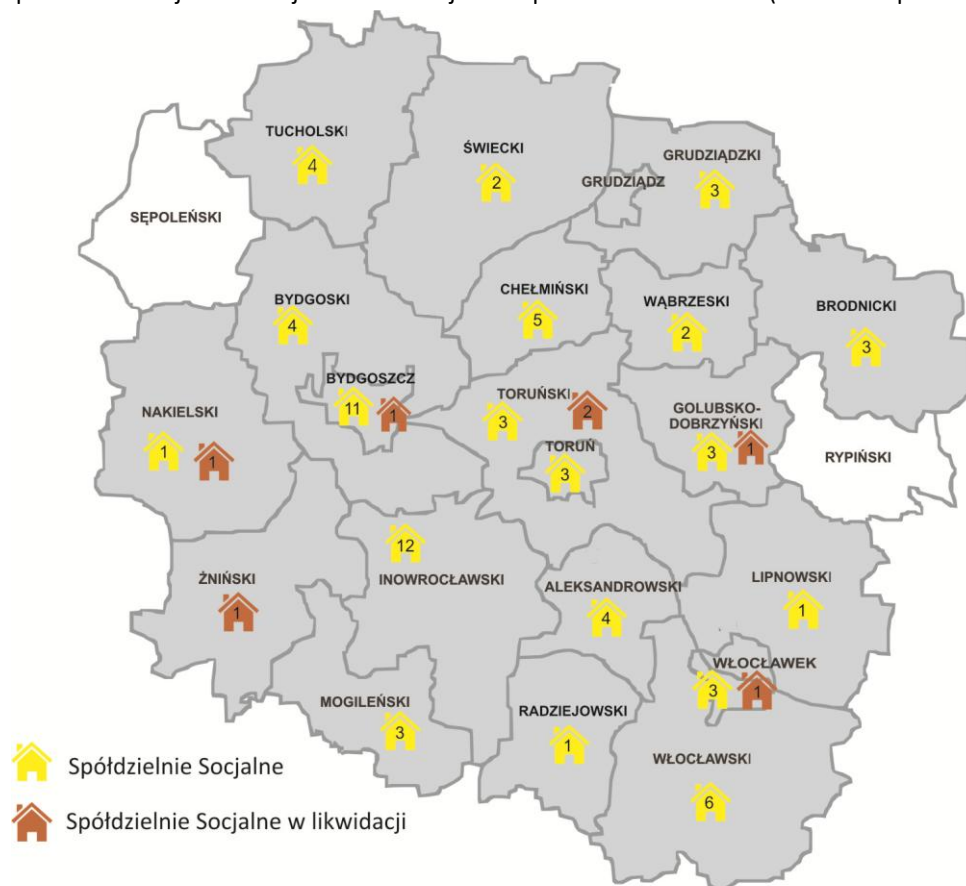 TUCHOLSKI
4
ŚWIECKI
2
GRUDZIĄDZKI
3
GRUDZIĄDZ
SĘPOLEŃSKI
BYDGOSKI
4
CHEŁMIŃSKI
5
WĄBRZESKI
2
BRODNICKI
3
BYDGOSZCZ
11
1
NAKIELSKI
1
1
TORUŃSKI
3
2
TORUŃ
3
GOLUBSKO-
DOBRZYŃSKI
3
1
RYPIŃSKI
12
INOWROCŁAWSKI
ŻNIŃSKI
1
ALEKSANDROWSKI
4
LIPNOWSKI
1
WŁOCŁAWEK
3
1
MOGILEŃSKI
3
RADZIEJOWSKI
1
WŁOCŁAWSKI
6
Spółdzielnie Socjalne
Spółdzielnie Socjalne w likwidacji